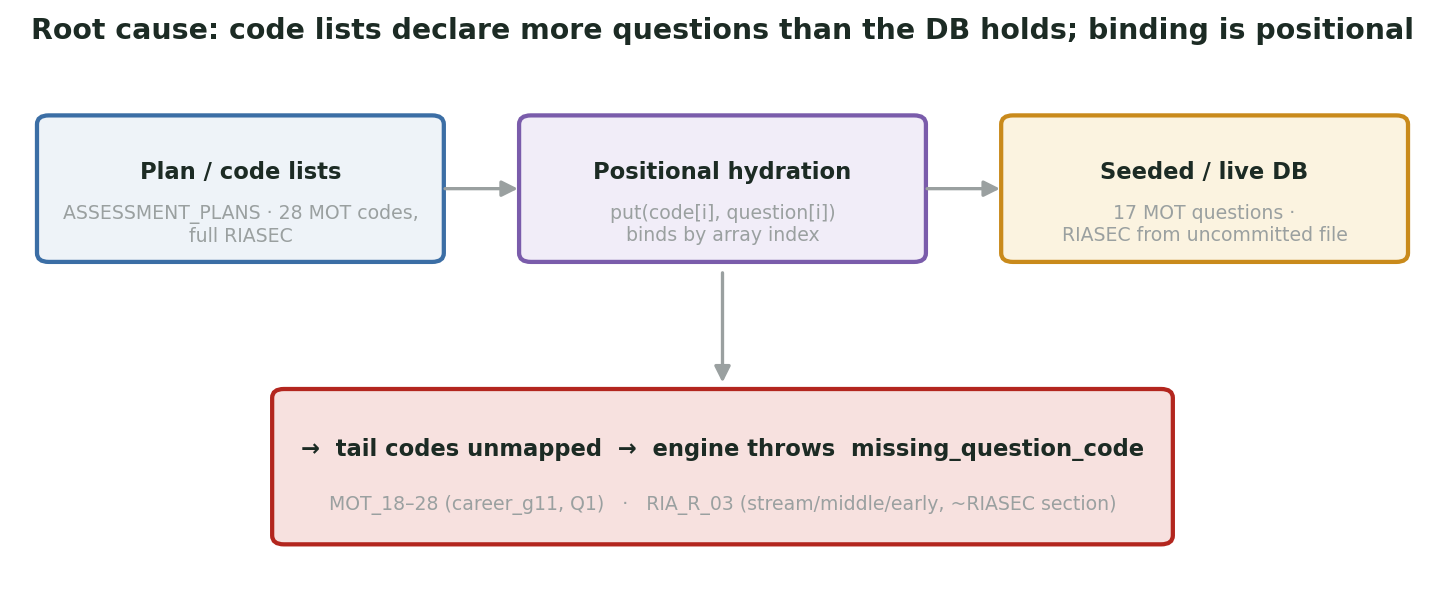 Root cause: code lists declare more questions than the DB holds; binding is positional
Plan / code lists
ASSESSMENT_PLANS · 28 MOT codes,
full RIASEC
Positional hydration
put(code[i], question[i])
binds by array index
Seeded / live DB
17 MOT questions ·
RIASEC from uncommitted file
→ tail codes unmapped → engine throws missing_question_code
MOT_18–28 (career_g11, Q1) · RIA_R_03 (stream/middle/early, ~RIASEC section)